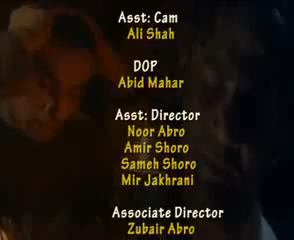 Asst: Cam
Ali Shah
DOP
Abid Mahar
Asst: Director
Noor Abro
Amir Shoro
Sameh Shoro
Mir Jakhrani
Associate Director
Zubair Abro